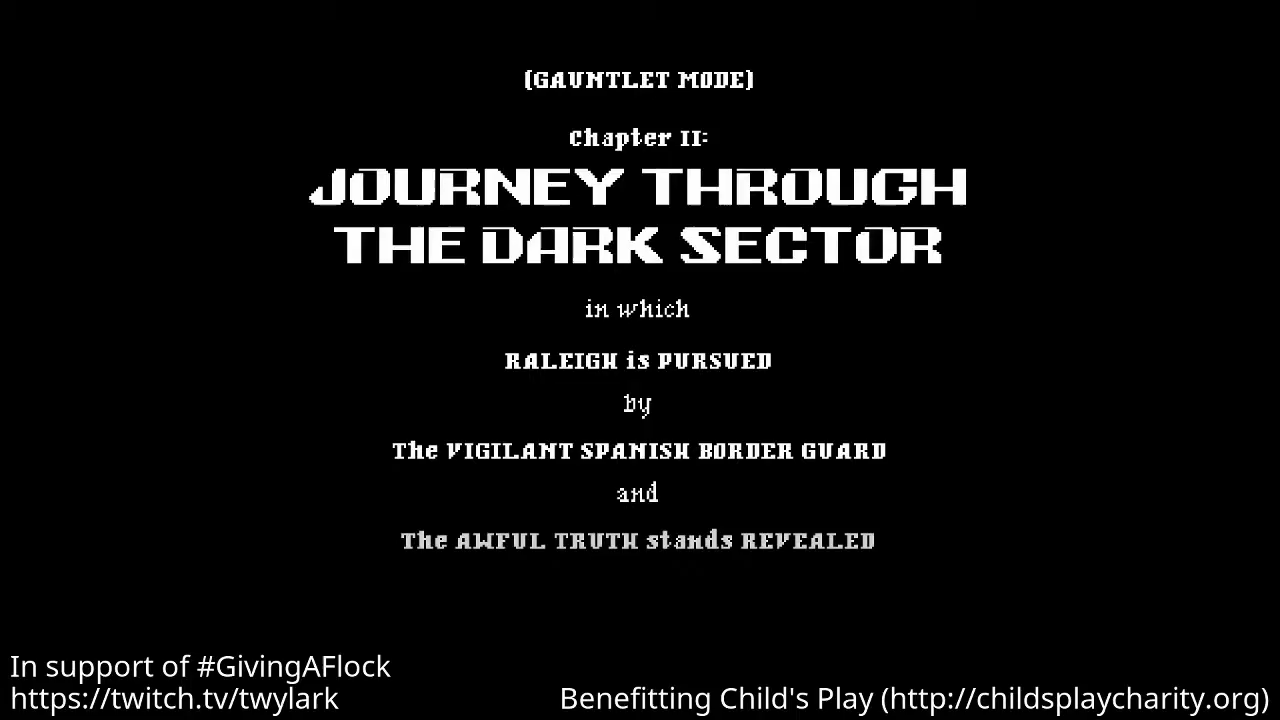 (GAUNTLET MODE)
Chapter II:
JOURNEY THROUGH
THE DARK SECTOR
in which
RALEIGH is PURSUED
by
The VIGILANT SPANISH BORDER GUARD
and
The AWFUL TRUTH stands REVEALED
In support of #GivingAFlock
https://twitch.tv/twylark
Benefitting Child's Play (http://childsplaycharity.org)